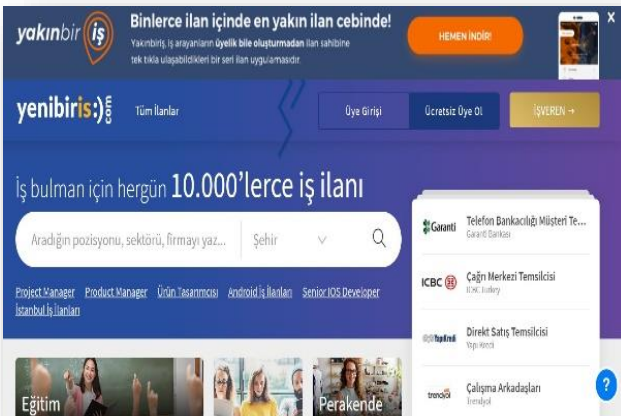 yakınbir iş
Binlerce ilan içinde en yakın ilan cebinde!
Yakınbiriş, iş arayanların üyelik bile oluşturmadan ilan sahibine
tek tıkla ulaşabildikleri bir seri ilan uygulamasıdır.
HEMEN İNDİR!
X
yenibiris:)
com
Tüm İlanlar
Üye Girişi
Ücretsiz Üye Ol
İŞVEREN →
İş bulman için hergün 10.000'lerce iş ilanı
Aradığın pozisyonu, sektörü, firmayı yaz...
Şehir
Project Manager Product Manager Ürün Tasarımcısı Android İş İlanları Senior IOS Developer
İstanbul İş İlanları
Garanti
Telefon Bankacılığı Müşteri Te...
Garanti Bankası
ICBC
Çağrı Merkezi Temsilcisi
ICBC Turkey
YapıKredi
Direkt Satış Temsilcisi
Yapı Kredi
trendyol
Çalışma Arkadaşları
Trendyol
?
Eğitim
Perakende